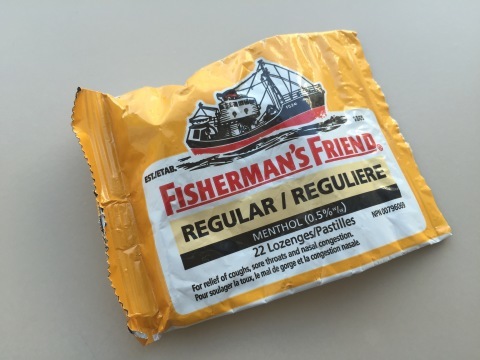 EST./ETAB.
FISHERMAN'S FRIEND®
REGULAR / REGULIERE
MENTHOL (0.5% w/w)
22 Lozenges/Pastilles
For relief of coughs, sore throats and nasal congestion.
Pour soulager la toux, le mal de gorge et la congestion nasale.